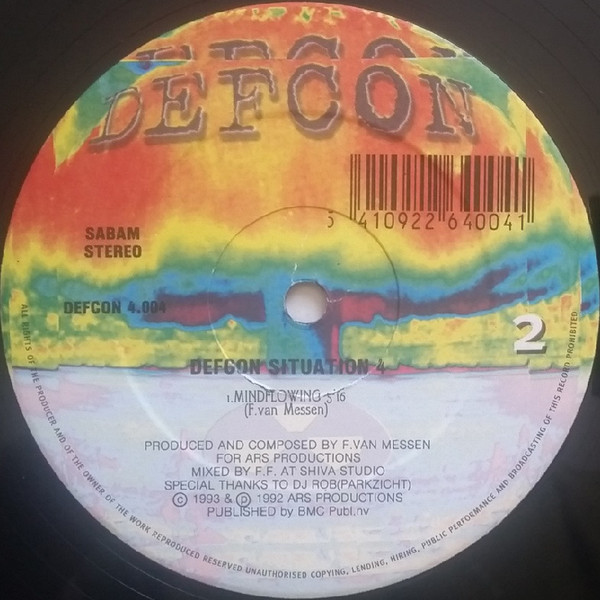 DEFCON
DEFCON
5 410922 640041
SABAM
STEREO
DEFCON 4.004
2
DEFCON SITUATION 4
1.MINDFLOWING 5'16
(F.van Messen)
PRODUCED AND COMPOSED BY F.VAN MESSEN
FOR ARS PRODUCTIONS
MIXED BY F.F. AT SHIVA STUDIO
SPECIAL THANKS TO DJ ROB(PARKZICHT)
© 1993 & ℗ 1992 ARS PRODUCTIONS
PUBLISHED by BMC Publ.nv
ALL RIGHTS OF THE PRODUCER AND OF THE OWNER OF THE WORK REPRODUCED RESERVED UNAUTHORISED COPYING, LENDING, HIRING, PUBLIC PERFORMANCE AND BROADCASTING OF THIS RECORD PROHIBITED